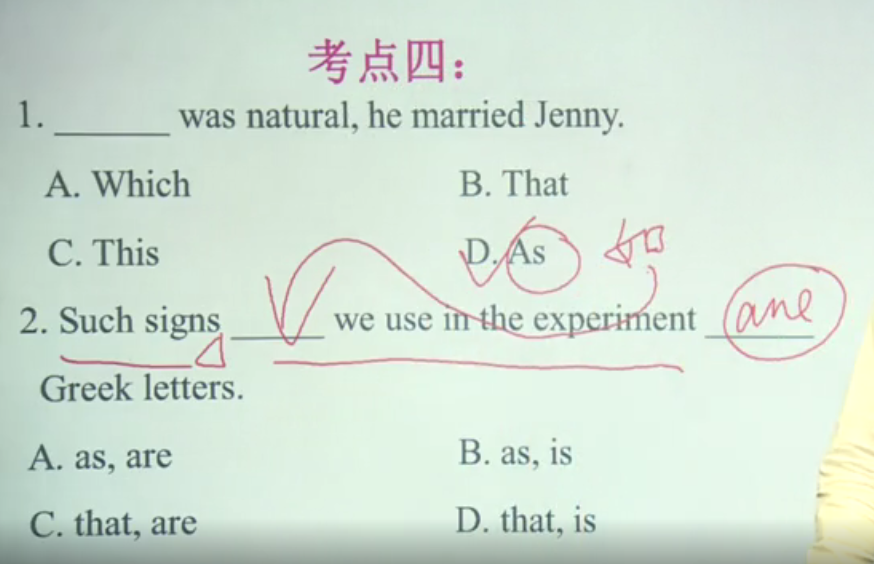 考点四：
1. ______ was natural, he married Jenny.
A. Which B. That
C. This D. As 如
2. Such signs ______ we use in the experiment ______ are
Greek letters.
A. as, are B. as, is
C. that, are D. that, is